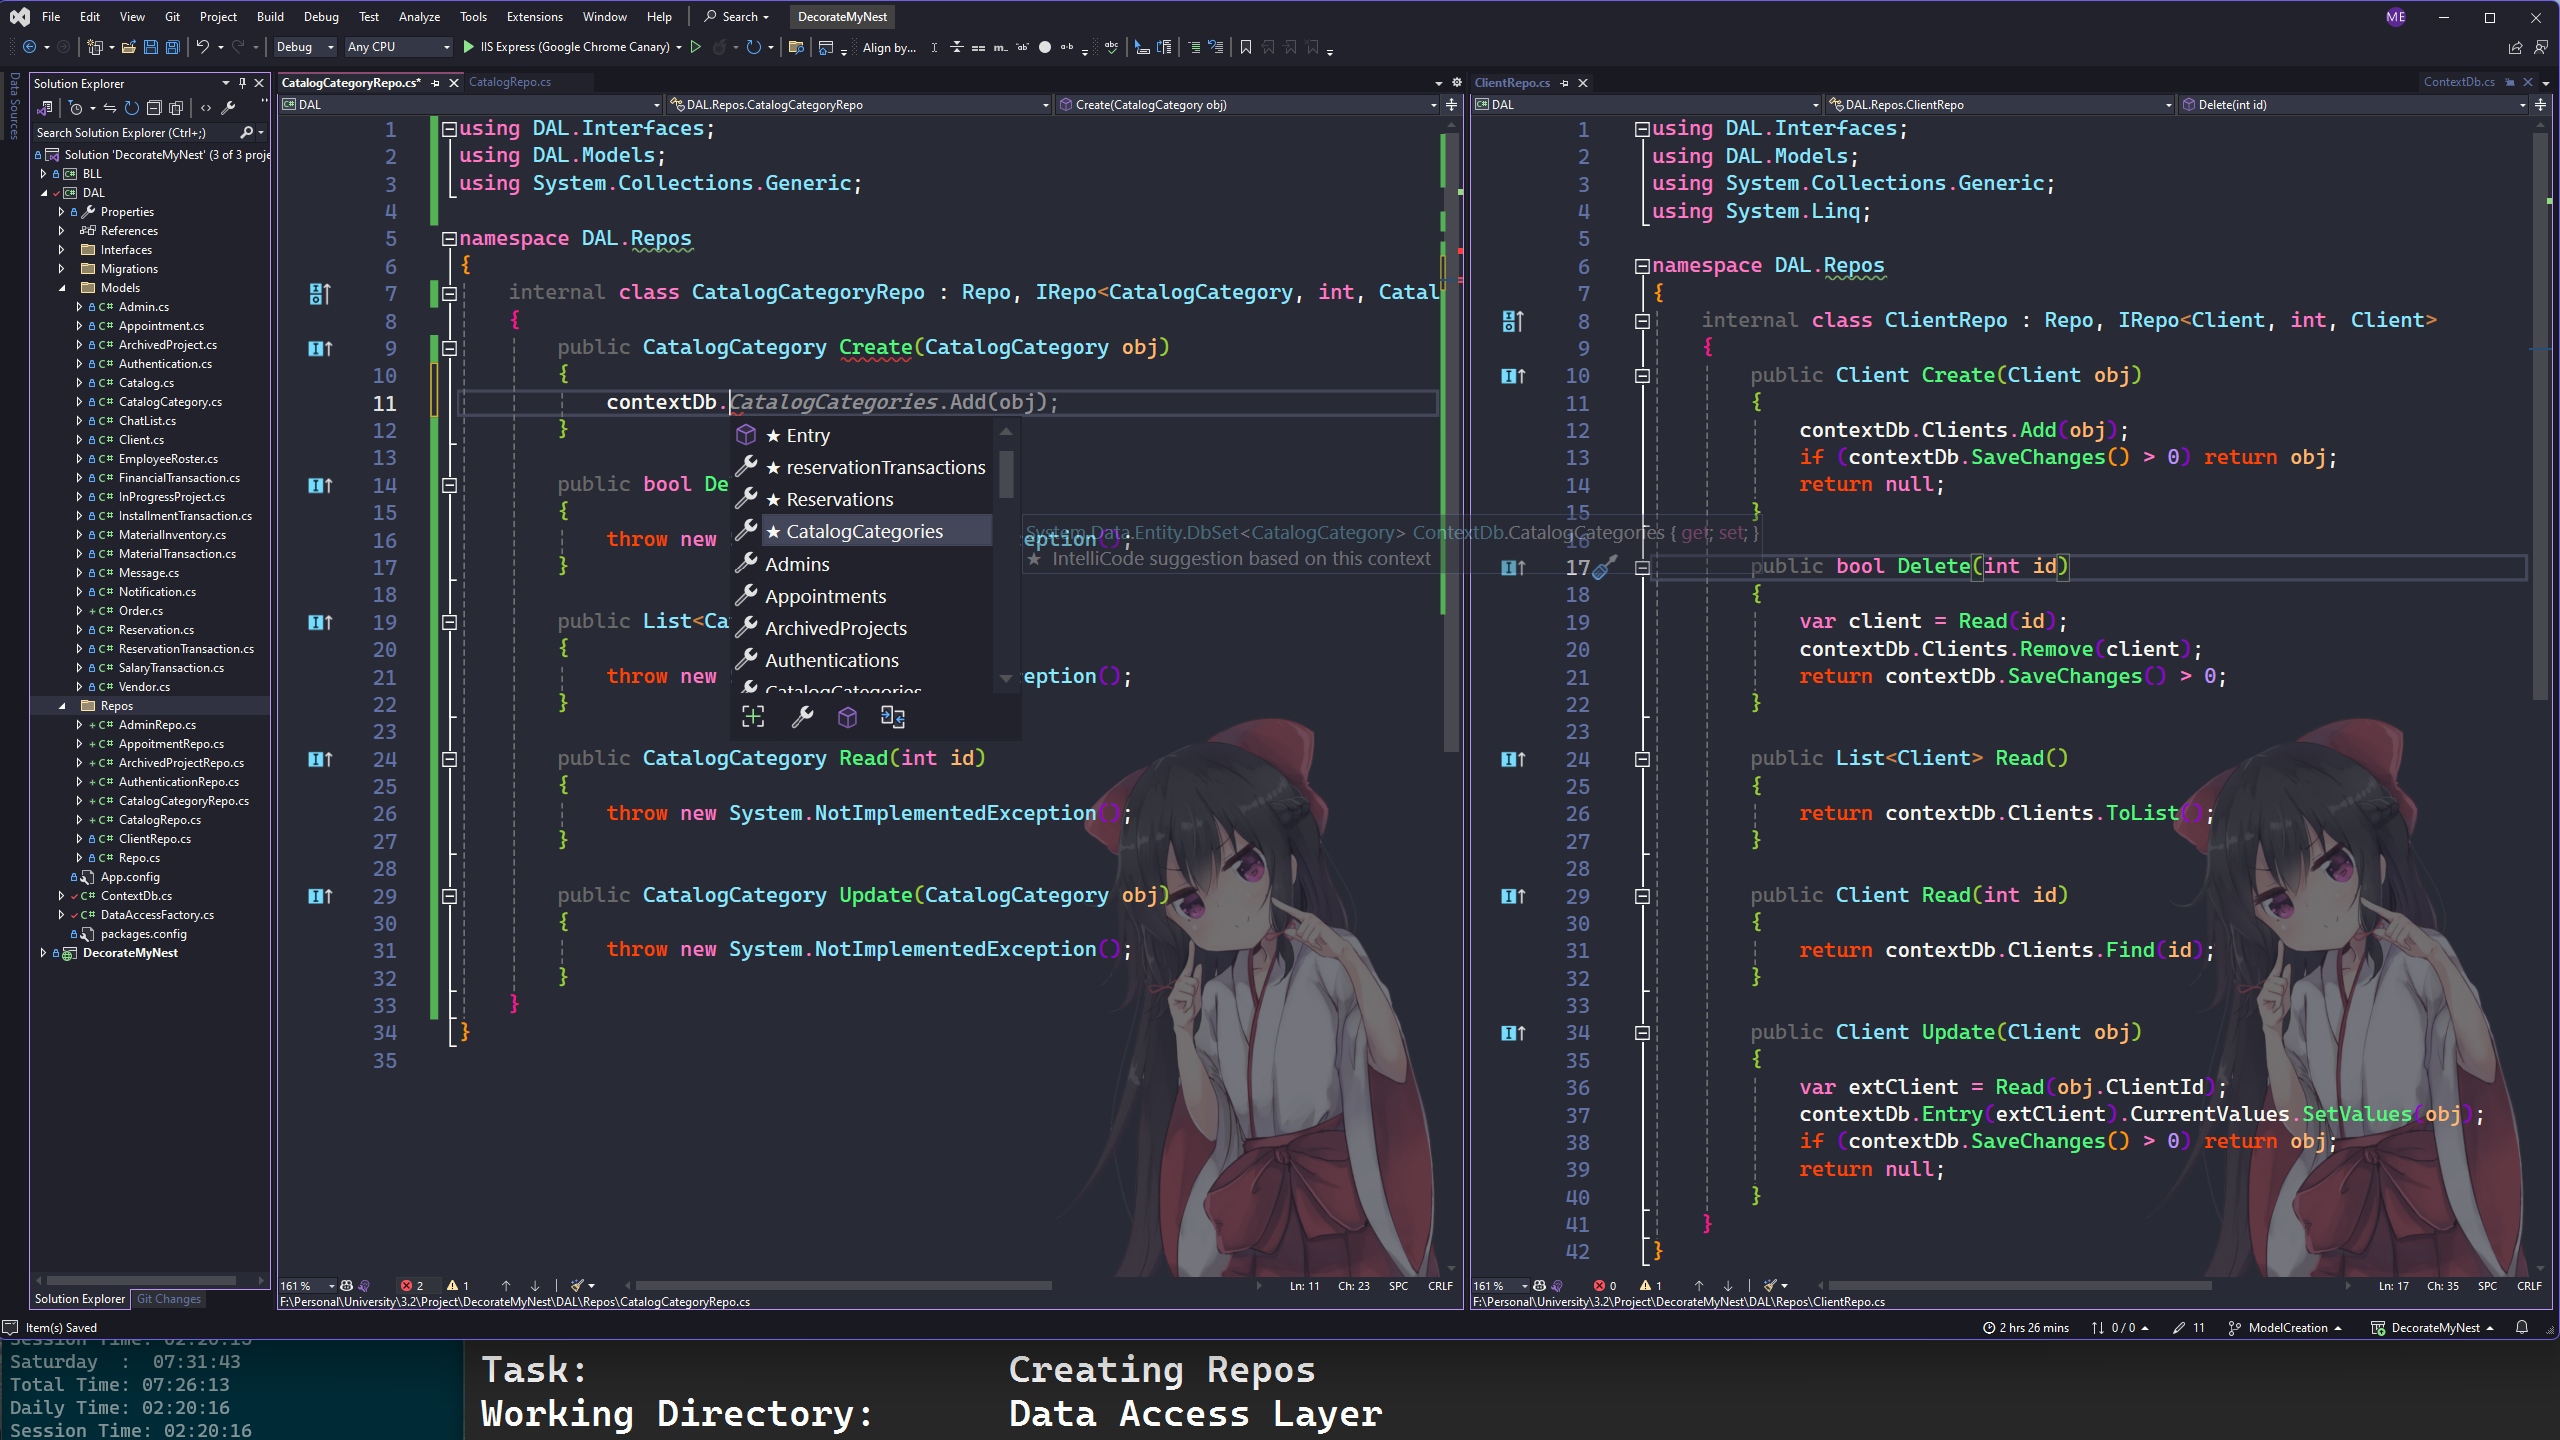 File Edit View Git Project Build Debug Test Analyze Tools Extensions Window Help Search DecorateMyNest ME
Debug Any CPU IIS Express (Google Chrome Canary) Align by...
Data Sources
Solution Explorer
Search Solution Explorer (Ctrl+;)
Solution 'DecorateMyNest' (3 of 3 proje
BLL
DAL
Properties
References
Interfaces
Migrations
Models
C# Admin.cs
C# Appointment.cs
C# ArchivedProject.cs
C# Authentication.cs
C# Catalog.cs
C# CatalogCategory.cs
C# ChatList.cs
C# Client.cs
C# EmployeeRoster.cs
C# FinancialTransaction.cs
C# InProgressProject.cs
C# InstallmentTransaction.cs
C# MaterialInventory.cs
C# MaterialTransaction.cs
C# Message.cs
C# Notification.cs
C# Order.cs
C# Reservation.cs
C# ReservationTransaction.cs
C# SalaryTransaction.cs
C# Vendor.cs
Repos
C# AdminRepo.cs
C# AppoitmentRepo.cs
C# ArchivedProjectRepo.cs
C# AuthenticationRepo.cs
C# CatalogCategoryRepo.cs
C# CatalogRepo.cs
C# ClientRepo.cs
C# Repo.cs
App.config
C# ContextDb.cs
C# DataAccessFactory.cs
packages.config
DecorateMyNest
Solution Explorer Git Changes
CatalogCategoryRepo.cs* CatalogRepo.cs
DAL DAL.Repos.CatalogCategoryRepo Create(CatalogCategory obj)
1 using DAL.Interfaces;
2 using DAL.Models;
3 using System.Collections.Generic;
4
5 namespace DAL.Repos
6 {
7 internal class CatalogCategoryRepo : Repo, IRepo<CatalogCategory, int, Catal
8 {
9 public CatalogCategory Create(CatalogCategory obj)
10 {
11 contextDb.CatalogCategories.Add(obj);
12 }
13
14 public bool De
15 {
16 throw new ception();
17 }
18
19 public List<Ca
20 {
21 throw new ception();
22 }
23
24 public CatalogCategory Read(int id)
25 {
26 throw new System.NotImplementedException();
27 }
28
29 public CatalogCategory Update(CatalogCategory obj)
30 {
31 throw new System.NotImplementedException();
32 }
33 }
34 }
35
★ Entry
★ reservationTransactions
★ Reservations
★ CatalogCategories
Admins
Appointments
ArchivedProjects
Authentications
CatalogCategories
System.Data.Entity.DbSet<CatalogCategory> ContextDb.CatalogCategories { get; set; }
★ IntelliCode suggestion based on this context
161 % 2 1 Ln: 11 Ch: 23 SPC CRLF
F:\Personal\University\3.2\Project\DecorateMyNest\DAL\Repos\CatalogCategoryRepo.cs
ClientRepo.cs ContextDb.cs
DAL DAL.Repos.ClientRepo Delete(int id)
1 using DAL.Interfaces;
2 using DAL.Models;
3 using System.Collections.Generic;
4 using System.Linq;
5
6 namespace DAL.Repos
7 {
8 internal class ClientRepo : Repo, IRepo<Client, int, Client>
9 {
10 public Client Create(Client obj)
11 {
12 contextDb.Clients.Add(obj);
13 if (contextDb.SaveChanges() > 0) return obj;
14 return null;
15 }
16
17 public bool Delete(int id)
18 {
19 var client = Read(id);
20 contextDb.Clients.Remove(client);
21 return contextDb.SaveChanges() > 0;
22 }
23
24 public List<Client> Read()
25 {
26 return contextDb.Clients.ToList();
27 }
28
29 public Client Read(int id)
30 {
31 return contextDb.Clients.Find(id);
32 }
33
34 public Client Update(Client obj)
35 {
36 var extClient = Read(obj.ClientId);
37 contextDb.Entry(extClient).CurrentValues.SetValues(obj);
38 if (contextDb.SaveChanges() > 0) return obj;
39 return null;
40 }
41 }
42 }
161 % 0 1 Ln: 17 Ch: 35 SPC CRLF
F:\Personal\University\3.2\Project\DecorateMyNest\DAL\Repos\ClientRepo.cs
Item(s) Saved 2 hrs 26 mins 0 / 0 11 ModelCreation DecorateMyNest
Session Time: 02:20:15
Saturday : 07:31:43
Total Time: 07:26:13
Daily Time: 02:20:16
Session Time: 02:20:16
Task: Creating Repos
Working Directory: Data Access Layer